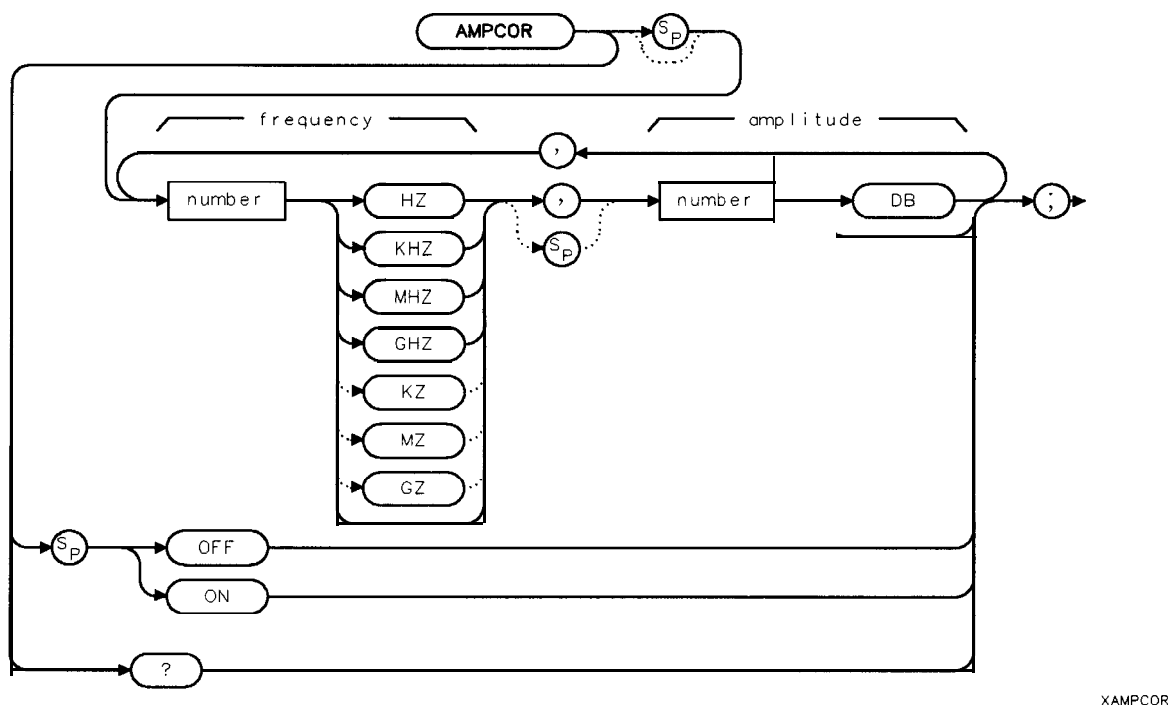 AMPCOR
SP
frequency
amplitude
,
number
HZ
,
number
DB
;
KHZ
SP
MHZ
GHZ
KZ
MZ
GZ
SP
OFF
ON
?
XAMPCOR